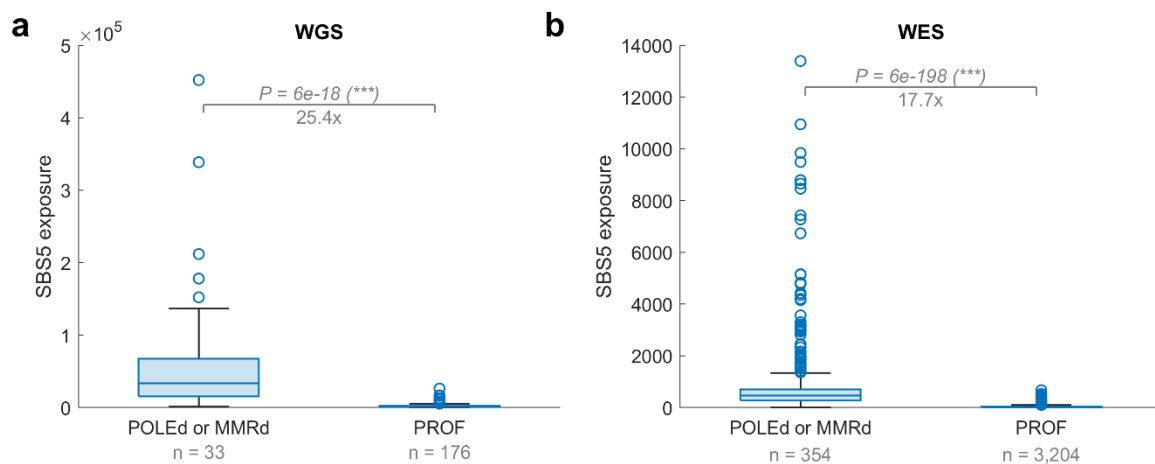 a
WGS
×10⁵
5
4
3
2
1
0
SBS5 exposure
P = 6e-18 (***)
25.4x
POLEd or MMRd
PROF
n = 33
n = 176
b
WES
14000
12000
10000
8000
6000
4000
2000
0
SBS5 exposure
P = 6e-198 (***)
17.7x
POLEd or MMRd
PROF
n = 354
n = 3,204